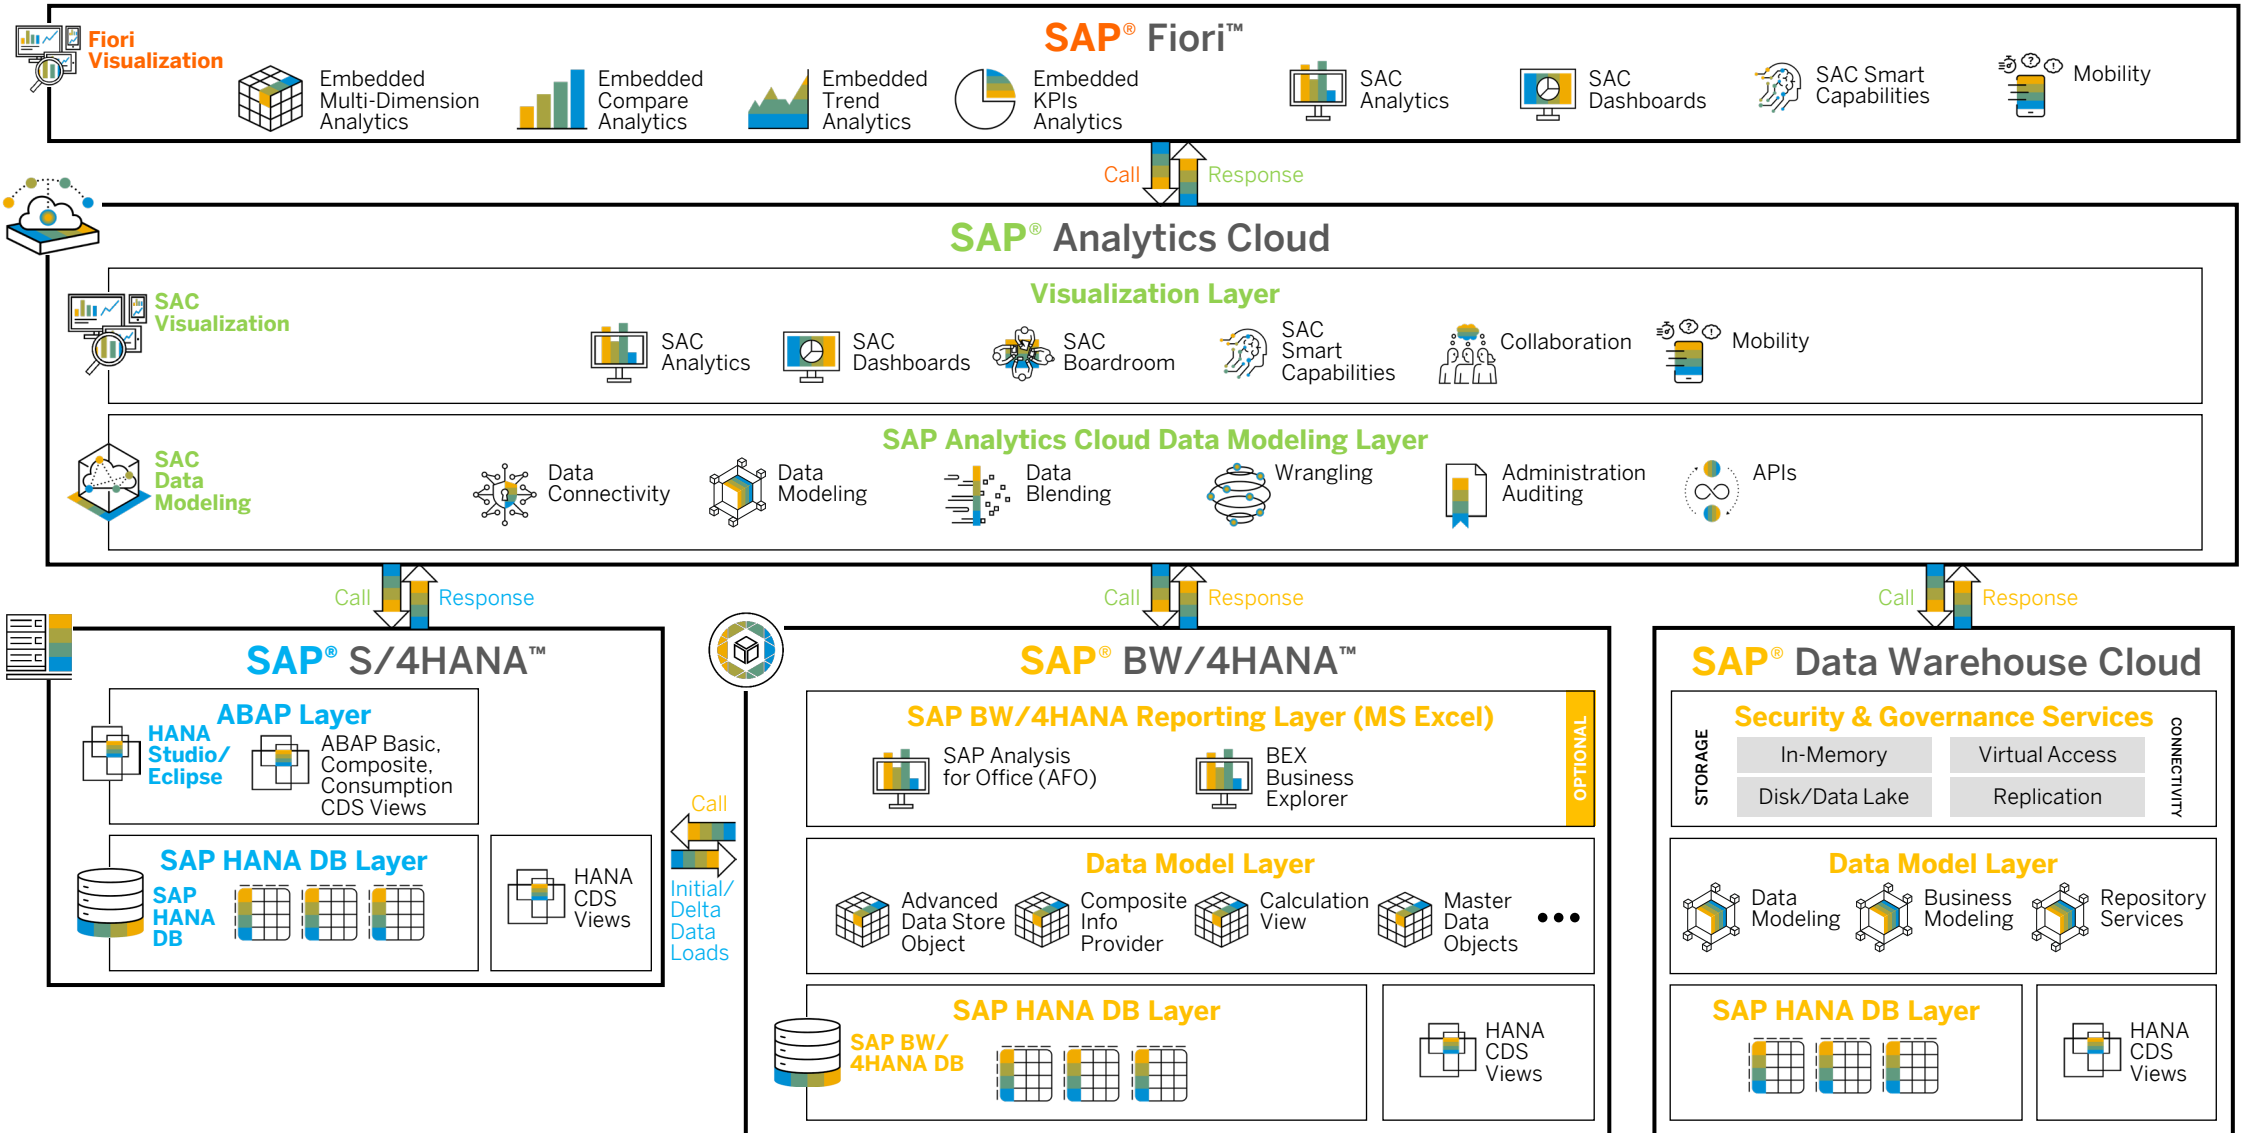 SAP® Fiori™
Fiori
Visualization
Embedded
Multi-Dimension
Analytics
Embedded
Compare
Analytics
Embedded
Trend
Analytics
Embedded
KPIs
Analytics
SAC
Analytics
SAC
Dashboards
SAC Smart
Capabilities
Mobility
Call
Response
SAP® Analytics Cloud
Visualization Layer
SAC
Visualization
SAC
Analytics
SAC
Dashboards
SAC
Boardroom
SAC
Smart
Capabilities
Collaboration
Mobility
SAP Analytics Cloud Data Modeling Layer
SAC
Data
Modeling
Data
Connectivity
Data
Modeling
Data
Blending
Wrangling
Administration
Auditing
APIs
Call
Response
Call
Response
Call
Response
SAP® S/4HANA™
ABAP Layer
HANA
Studio/
Eclipse
ABAP Basic,
Composite,
Consumption
CDS Views
SAP HANA DB Layer
SAP
HANA
DB
HANA
CDS
Views
Call
Initial/
Delta
Data
Loads
SAP® BW/4HANA™
SAP BW/4HANA Reporting Layer (MS Excel)
SAP Analysis
for Office (AFO)
BEX
Business
Explorer
OPTIONAL
Data Model Layer
Advanced
Data Store
Object
Composite
Info
Provider
Calculation
View
Master
Data
Objects
•••
SAP HANA DB Layer
SAP BW/
4HANA DB
HANA
CDS
Views
SAP® Data Warehouse Cloud
Security & Governance Services
STORAGE
In-Memory
Virtual Access
Disk/Data Lake
Replication
CONNECTIVITY
Data Model Layer
Data
Modeling
Business
Modeling
Repository
Services
SAP HANA DB Layer
HANA
CDS
Views